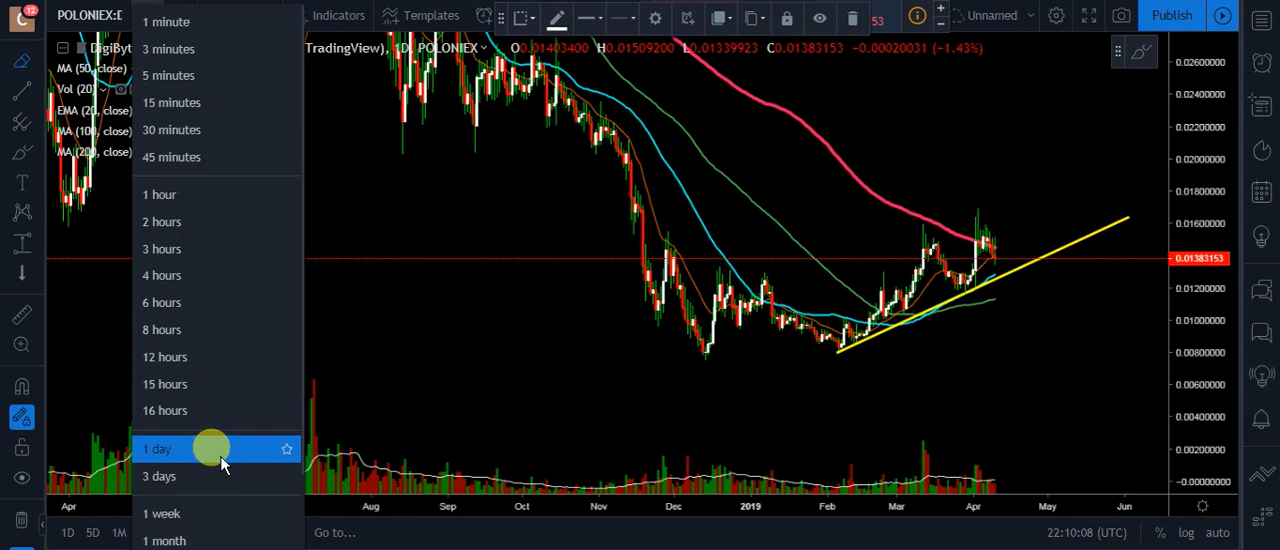 C 12 POLONIEX:D Indicators Templates 53 Unnamed Publish
DigiByte
TradingView), 1D, POLONIEX O0.01403400 H0.01509200 L0.01339923 C0.01383153 −0.00020031 (−1.43%)
MA (50, close)
Vol (20)
EMA (20, close)
MA (100, close)
MA (200, close)
1 minute
3 minutes
5 minutes
15 minutes
30 minutes
45 minutes
1 hour
2 hours
3 hours
4 hours
6 hours
8 hours
12 hours
15 hours
16 hours
1 day
3 days
1 week
1 month
0.02600000
0.02400000
0.02200000
0.02000000
0.01800000
0.01600000
0.01383153
0.01200000
0.01000000
0.00800000
0.00600000
0.00400000
0.00200000
−0.00000000
Apr Aug Sep Oct Nov Dec 2019 Feb Mar Apr May Jun
1D 5D 1M Go to... 22:10:08 (UTC) % log auto